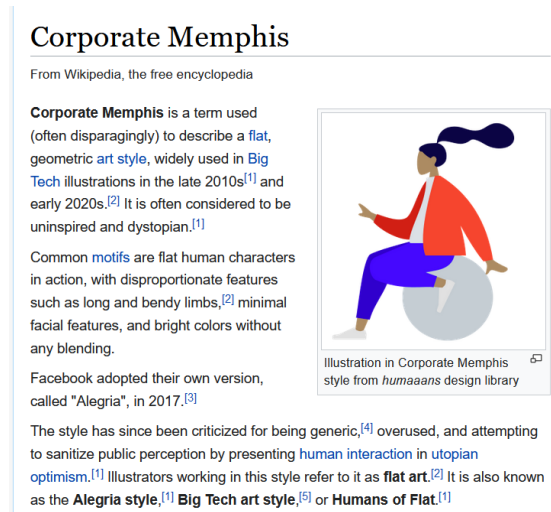 Corporate Memphis
From Wikipedia, the free encyclopedia
Corporate Memphis is a term used
(often disparagingly) to describe a flat,
geometric art style, widely used in Big
Tech illustrations in the late 2010s[1] and
early 2020s.[2] It is often considered to be
uninspired and dystopian.[1]
Common motifs are flat human characters
in action, with disproportionate features
such as long and bendy limbs,[2] minimal
facial features, and bright colors without
any blending.
Facebook adopted their own version,
called "Alegria", in 2017.[3]
Illustration in Corporate Memphis
style from humaaans design library
The style has since been criticized for being generic,[4] overused, and attempting
to sanitize public perception by presenting human interaction in utopian
optimism.[1] Illustrators working in this style refer to it as flat art.[2] It is also known
as the Alegria style,[1] Big Tech art style,[5] or Humans of Flat.[1]